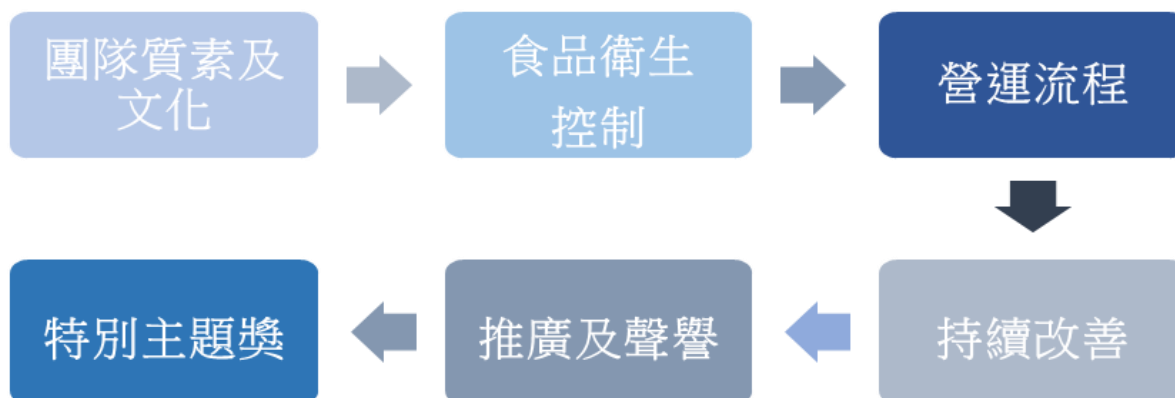 團隊質素及
文化
食品衛生
控制
營運流程
持續改善
推廣及聲譽
特別主題獎